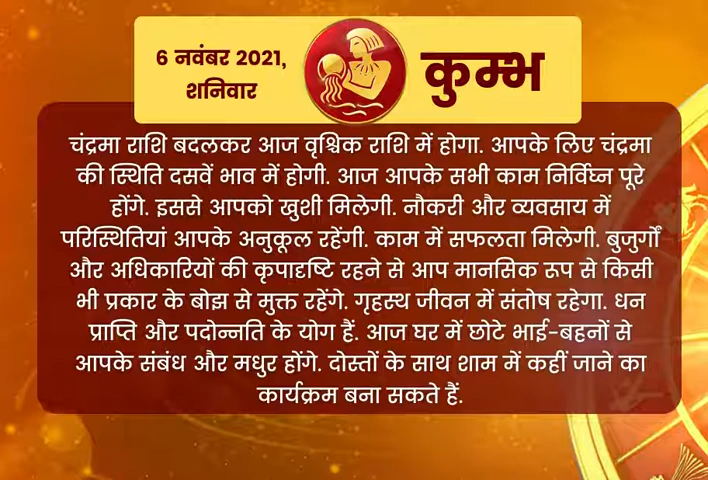 6 नवंबर 2021,
शनिवार
कुम्भ
चंद्रमा राशि बदलकर आज वृश्चिक राशि में होगा. आपके लिए चंद्रमा
की स्थिति दसवें भाव में होगी. आज आपके सभी काम निर्विघ्न पूरे
होंगे. इससे आपको खुशी मिलेगी. नौकरी और व्यवसाय में
परिस्थितियां आपके अनुकूल रहेंगी. काम में सफलता मिलेगी. बुजुर्गों
और अधिकारियों की कृपादृष्टि रहने से आप मानसिक रूप से किसी
भी प्रकार के बोझ से मुक्त रहेंगे. गृहस्थ जीवन में संतोष रहेगा. धन
प्राप्ति और पदोन्नति के योग हैं. आज घर में छोटे भाई-बहनों से
आपके संबंध और मधुर होंगे. दोस्तों के साथ शाम में कहीं जाने का
कार्यक्रम बना सकते हैं.